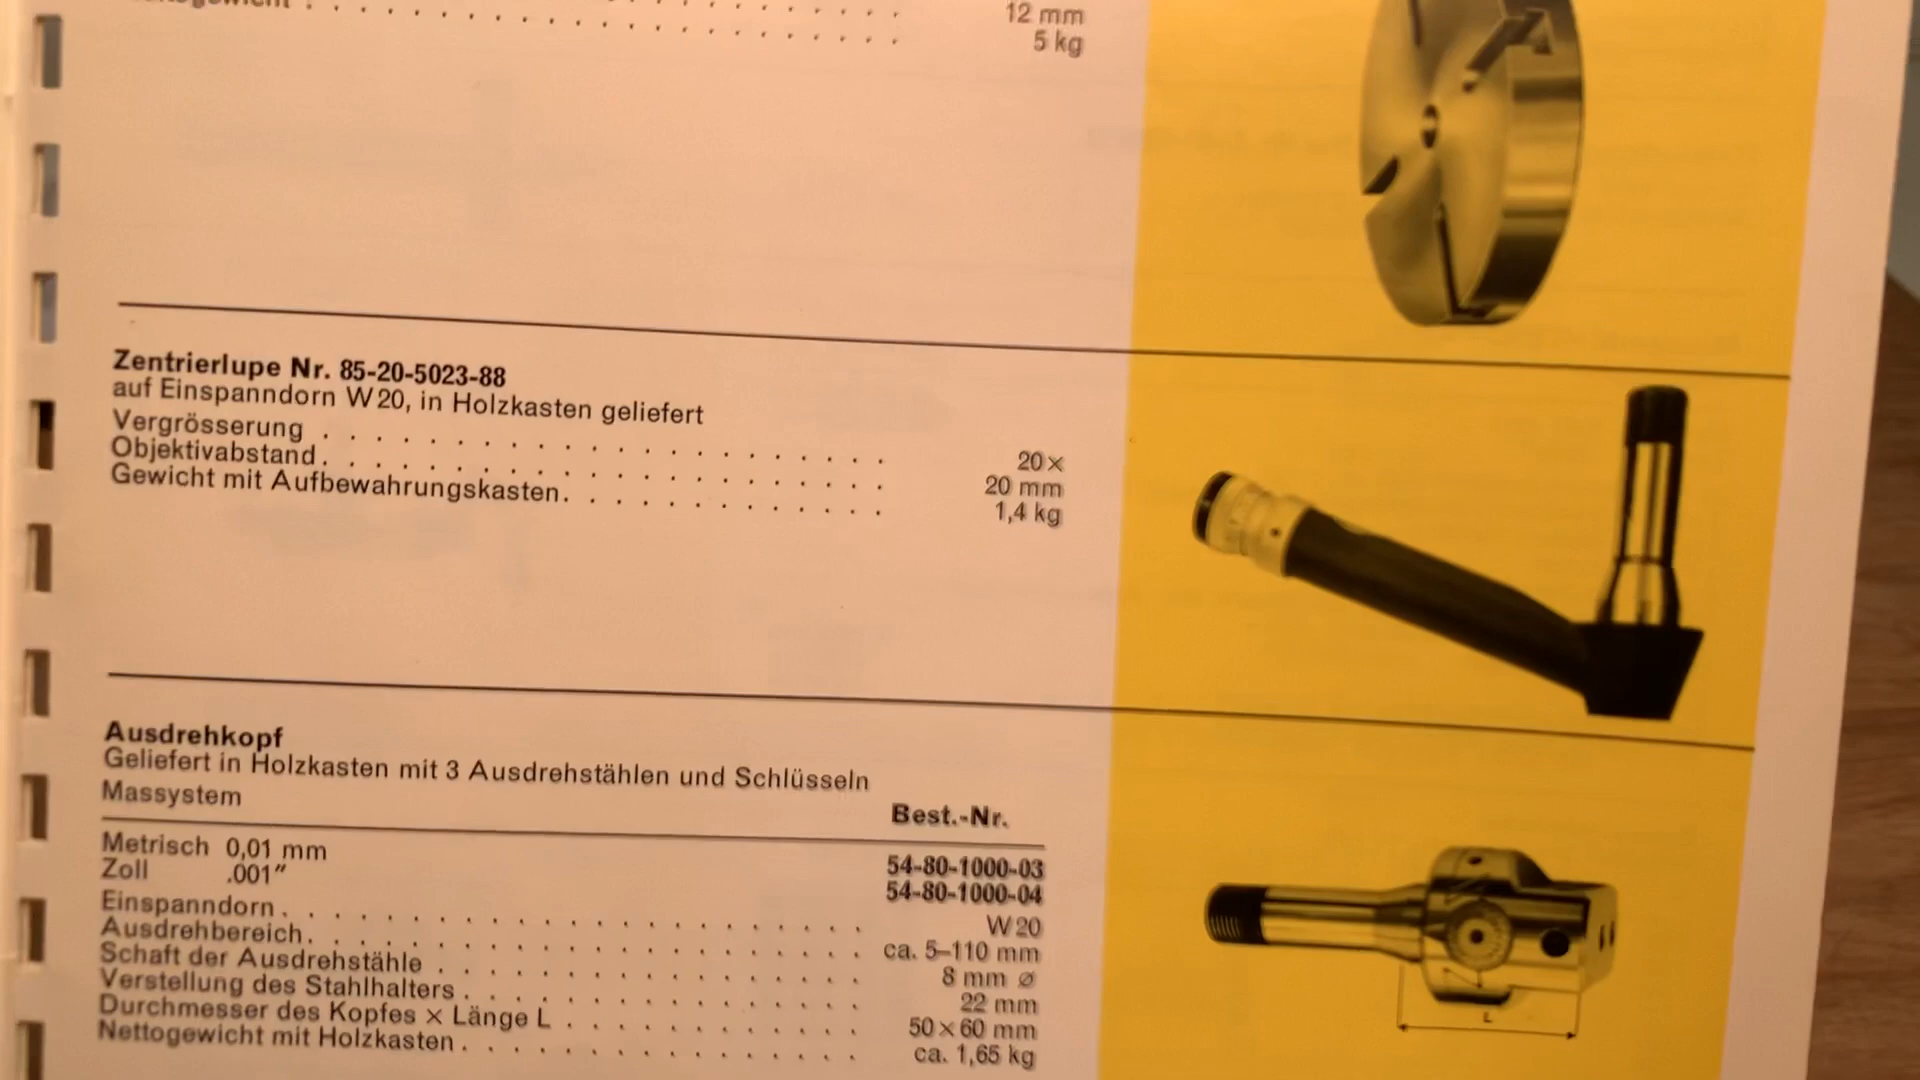 12 mm
5 kg
Zentrierlupe Nr. 85-20-5023-88
auf Einspanndorn W 20, in Holzkasten geliefert
Vergrösserung . . . . . . . . . . . . . . . . . . . . . . 20 ×
Objektivabstand . . . . . . . . . . . . . . . . . . . . . . 20 mm
Gewicht mit Aufbewahrungskasten . . . . . . . . . . . . . 1,4 kg
Ausdrehkopf
Geliefert in Holzkasten mit 3 Ausdrehstählen und Schlüsseln
Massystem Best.-Nr.
Metrisch 0,01 mm 54-80-1000-03
Zoll .001″ 54-80-1000-04
Einspanndorn . . . . . . . . . . . . . . . . . . . . . . . W 20
Ausdrehbereich . . . . . . . . . . . . . . . . . . . . . . ca. 5–110 mm
Schaft der Ausdrehstähle . . . . . . . . . . . . . . . . . 8 mm ⌀
Verstellung des Stahlhalters . . . . . . . . . . . . . . . . 22 mm
Durchmesser des Kopfes × Länge L . . . . . . . . . . . . 50 × 60 mm
Nettogewicht mit Holzkasten . . . . . . . . . . . . . . . . ca. 1,65 kg
L